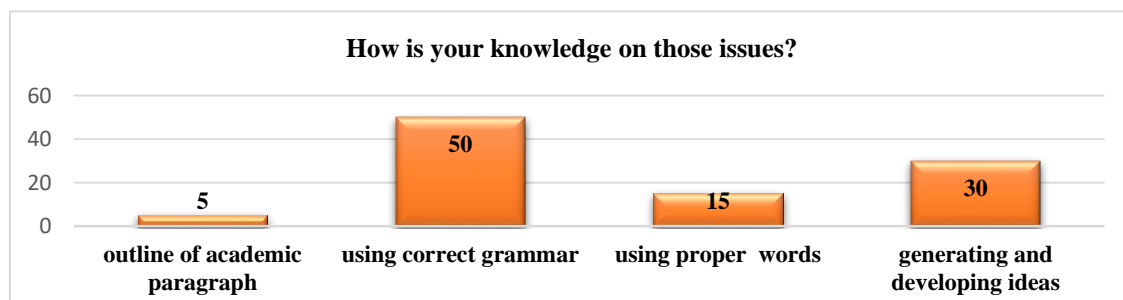 How is your knowledge on those issues?
60
40
20
0
5
50
15
30
outline of academic
paragraph
using correct grammar
using proper words
generating and
developing ideas